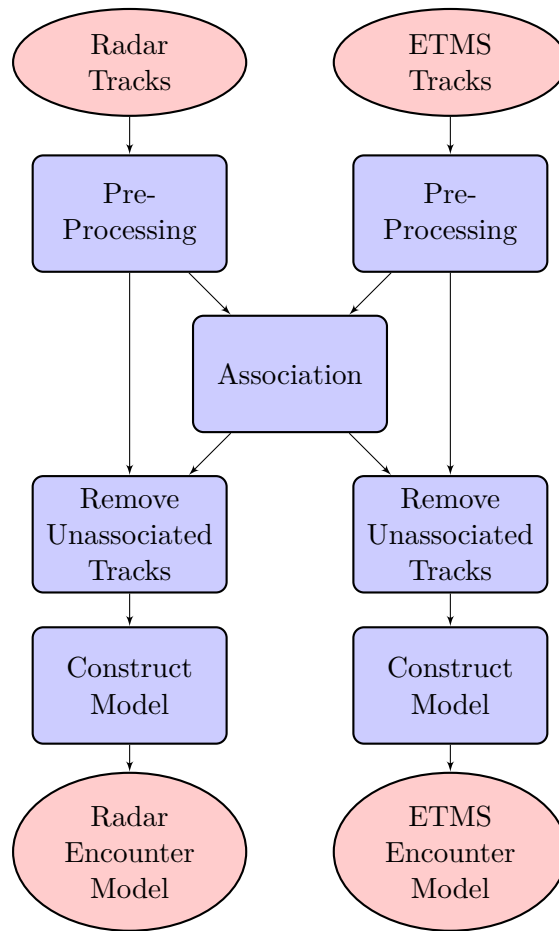 Radar
Tracks
ETMS
Tracks
Pre-
Processing
Pre-
Processing
Association
Remove
Unassociated
Tracks
Remove
Unassociated
Tracks
Construct
Model
Construct
Model
Radar
Encounter
Model
ETMS
Encounter
Model